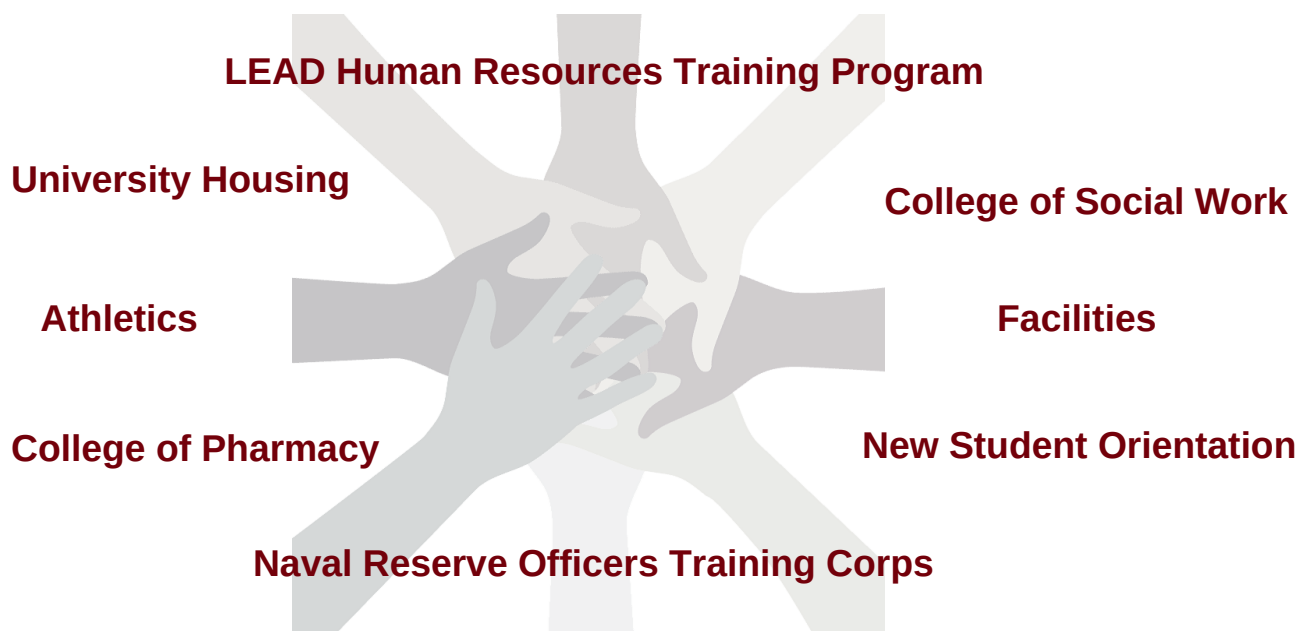 LEAD Human Resources Training Program
University Housing
College of Social Work
Athletics
Facilities
College of Pharmacy
New Student Orientation
Naval Reserve Officers Training Corps